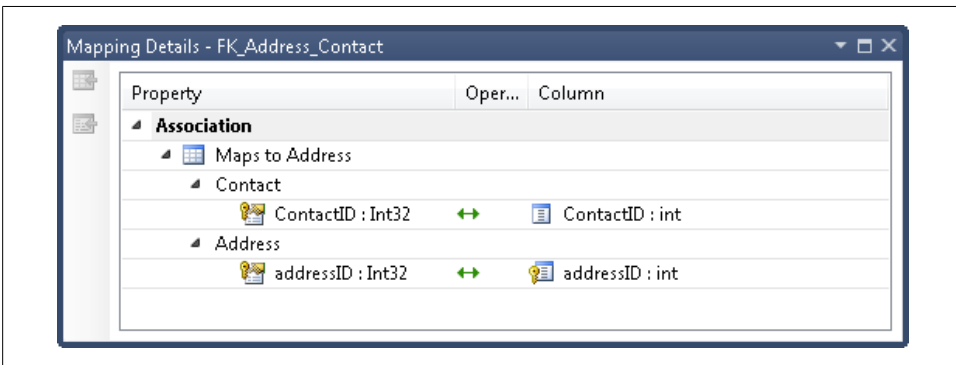 Mapping Details - FK_Address_Contact
Property Oper... Column
Association
Maps to Address
Contact
ContactID : Int32 ContactID : int
Address
addressID : Int32 addressID : int